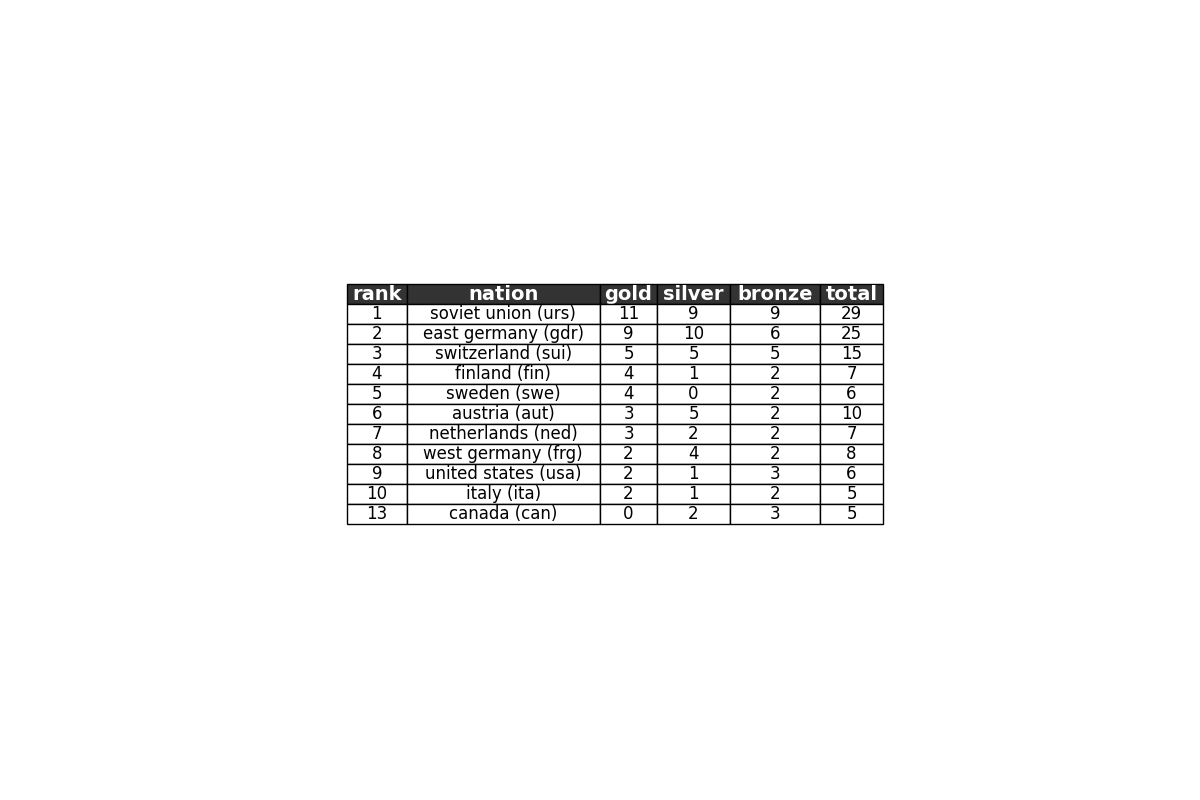 rank nation gold silver bronze total
1 soviet union (urs) 11 9 9 29
2 east germany (gdr) 9 10 6 25
3 switzerland (sui) 5 5 5 15
4 finland (fin) 4 1 2 7
5 sweden (swe) 4 0 2 6
6 austria (aut) 3 5 2 10
7 netherlands (ned) 3 2 2 7
8 west germany (frg) 2 4 2 8
9 united states (usa) 2 1 3 6
10 italy (ita) 2 1 2 5
13 canada (can) 0 2 3 5